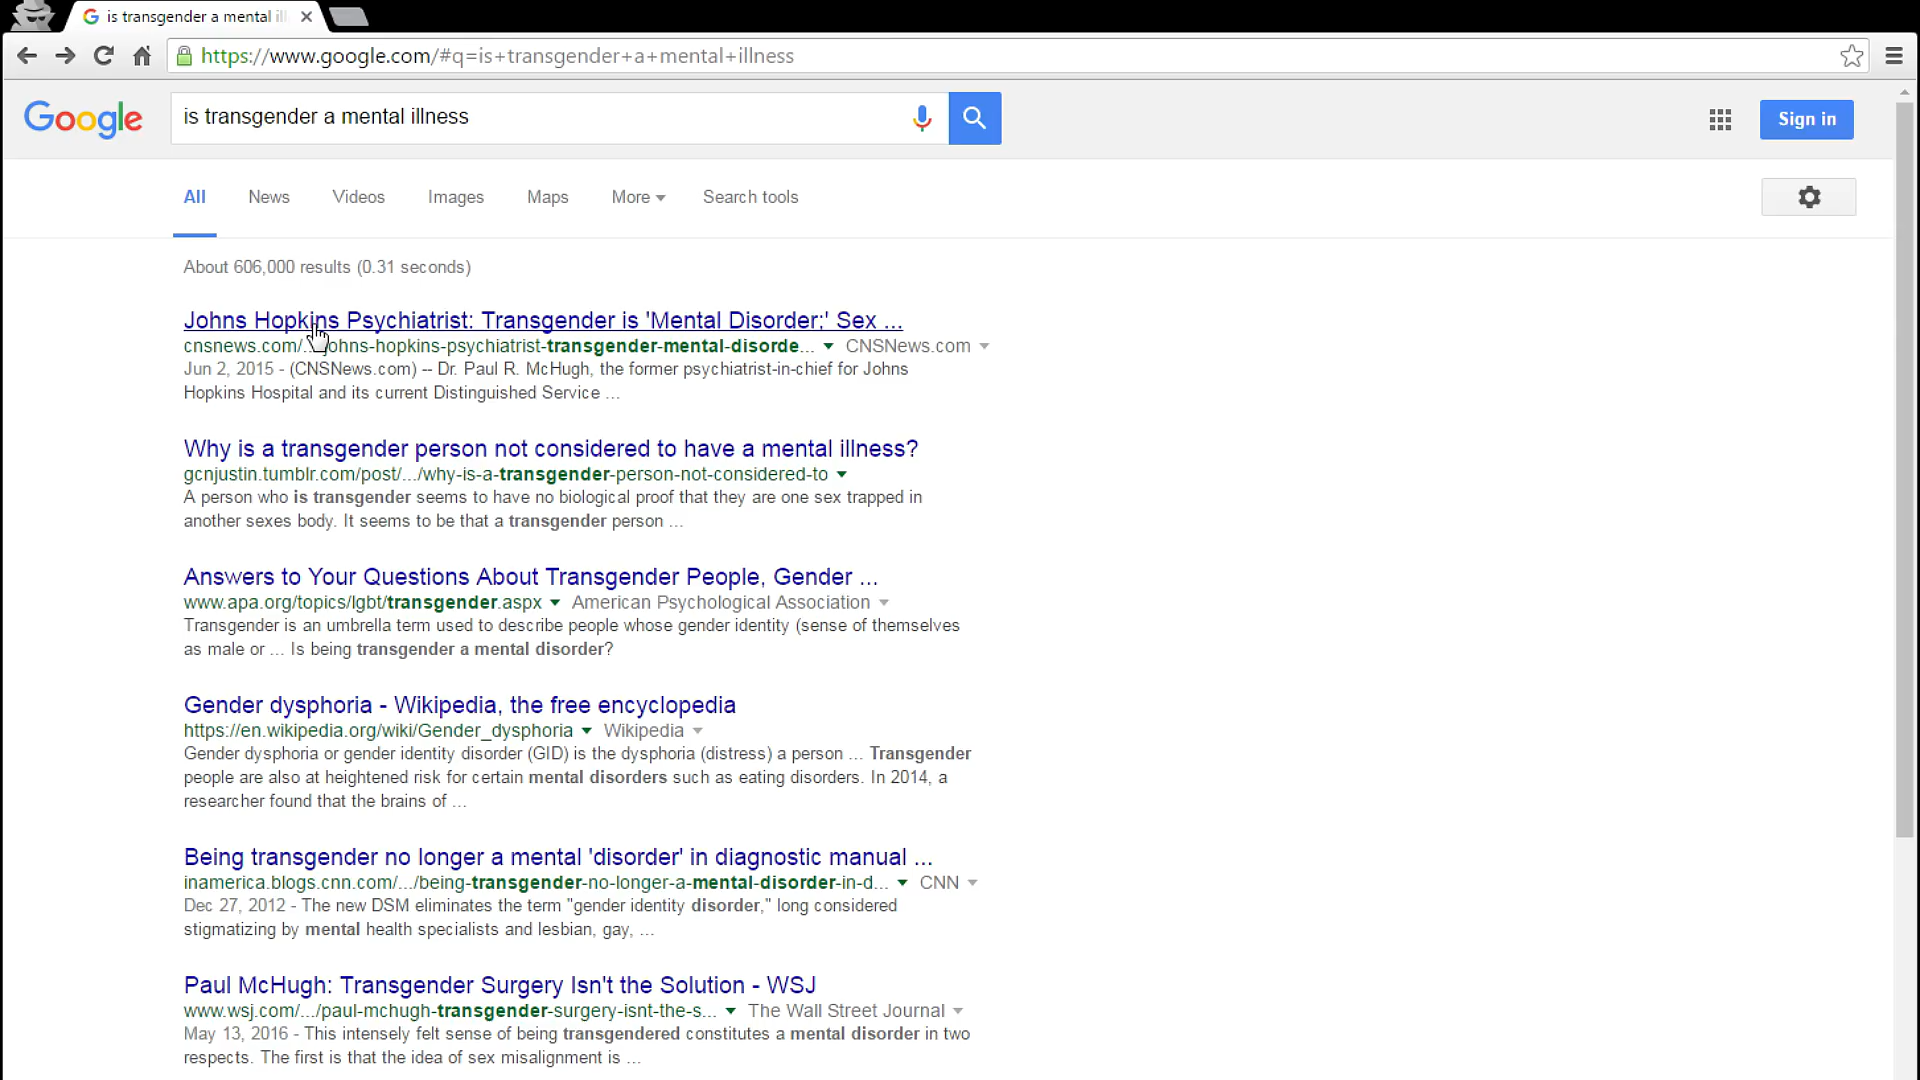 is transgender a mental ill
https://www.google.com/#q=is+transgender+a+mental+illness
Google
is transgender a mental illness
Sign in
All News Videos Images Maps More Search tools
About 606,000 results (0.31 seconds)
Johns Hopkins Psychiatrist: Transgender is 'Mental Disorder;' Sex ...
cnsnews.com/...johns-hopkins-psychiatrist-transgender-mental-disorde... CNSNews.com
Jun 2, 2015 - (CNSNews.com) -- Dr. Paul R. McHugh, the former psychiatrist-in-chief for Johns
Hopkins Hospital and its current Distinguished Service ...
Why is a transgender person not considered to have a mental illness?
gcnjustin.tumblr.com/post/.../why-is-a-transgender-person-not-considered-to
A person who is transgender seems to have no biological proof that they are one sex trapped in
another sexes body. It seems to be that a transgender person ...
Answers to Your Questions About Transgender People, Gender ...
www.apa.org/topics/lgbt/transgender.aspx American Psychological Association
Transgender is an umbrella term used to describe people whose gender identity (sense of themselves
as male or ... Is being transgender a mental disorder?
Gender dysphoria - Wikipedia, the free encyclopedia
https://en.wikipedia.org/wiki/Gender_dysphoria Wikipedia
Gender dysphoria or gender identity disorder (GID) is the dysphoria (distress) a person ... Transgender
people are also at heightened risk for certain mental disorders such as eating disorders. In 2014, a
researcher found that the brains of ...
Being transgender no longer a mental 'disorder' in diagnostic manual ...
inamerica.blogs.cnn.com/.../being-transgender-no-longer-a-mental-disorder-in-d... CNN
Dec 27, 2012 - The new DSM eliminates the term "gender identity disorder," long considered
stigmatizing by mental health specialists and lesbian, gay, ...
Paul McHugh: Transgender Surgery Isn't the Solution - WSJ
www.wsj.com/.../paul-mchugh-transgender-surgery-isnt-the-s... The Wall Street Journal
May 13, 2016 - This intensely felt sense of being transgendered constitutes a mental disorder in two
respects. The first is that the idea of sex misalignment is ...